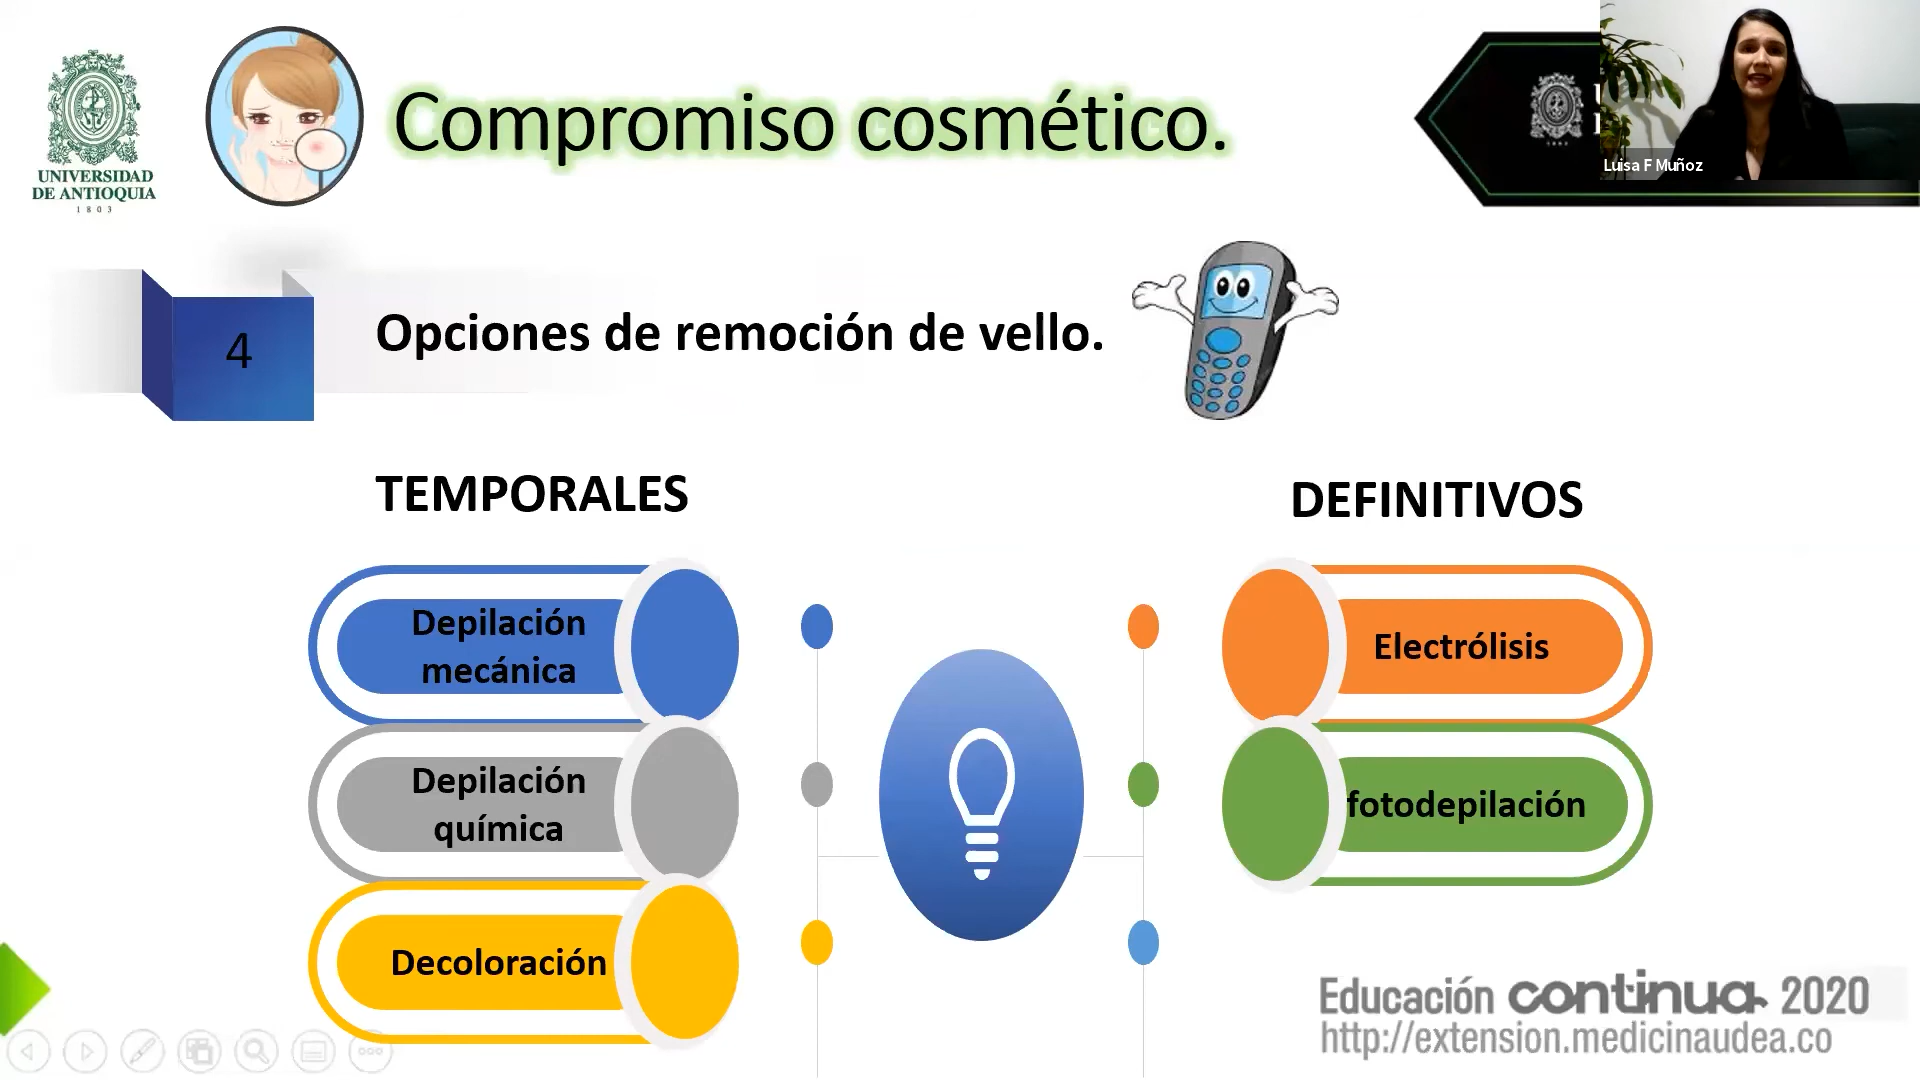 UNIVERSIDAD
DE ANTIOQUIA
1803
Compromiso cosmético.
Luisa F Muñoz
4
Opciones de remoción de vello.
TEMPORALES
DEFINITIVOS
Depilación
mecánica
Electrólisis
Depilación
química
fotodepilación
Decoloración
Educación continua 2020
http://extension.medicinaudea.co